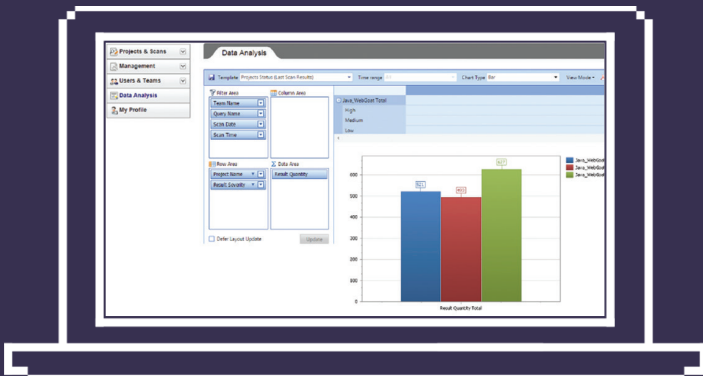 Projects & Scans
Management
Users & Teams
Data Analysis
My Profile
Data Analysis
Template Projects Status (Last Scan Results)
Time range
Chart Type Bar
View Mode
Filter Area
Column Area
Team Name
Query Name
Scan Date
Scan Time
Java_WebGoat Total
High
Medium
Low
Row Area
Data Area
Project Name
Result Severity
Result Quantity
Defer Layout Update
Update
600
500
400
300
200
100
0
Result Quantity Total
Java_WebGoat
Java_WebGoat
Java_WebGoat